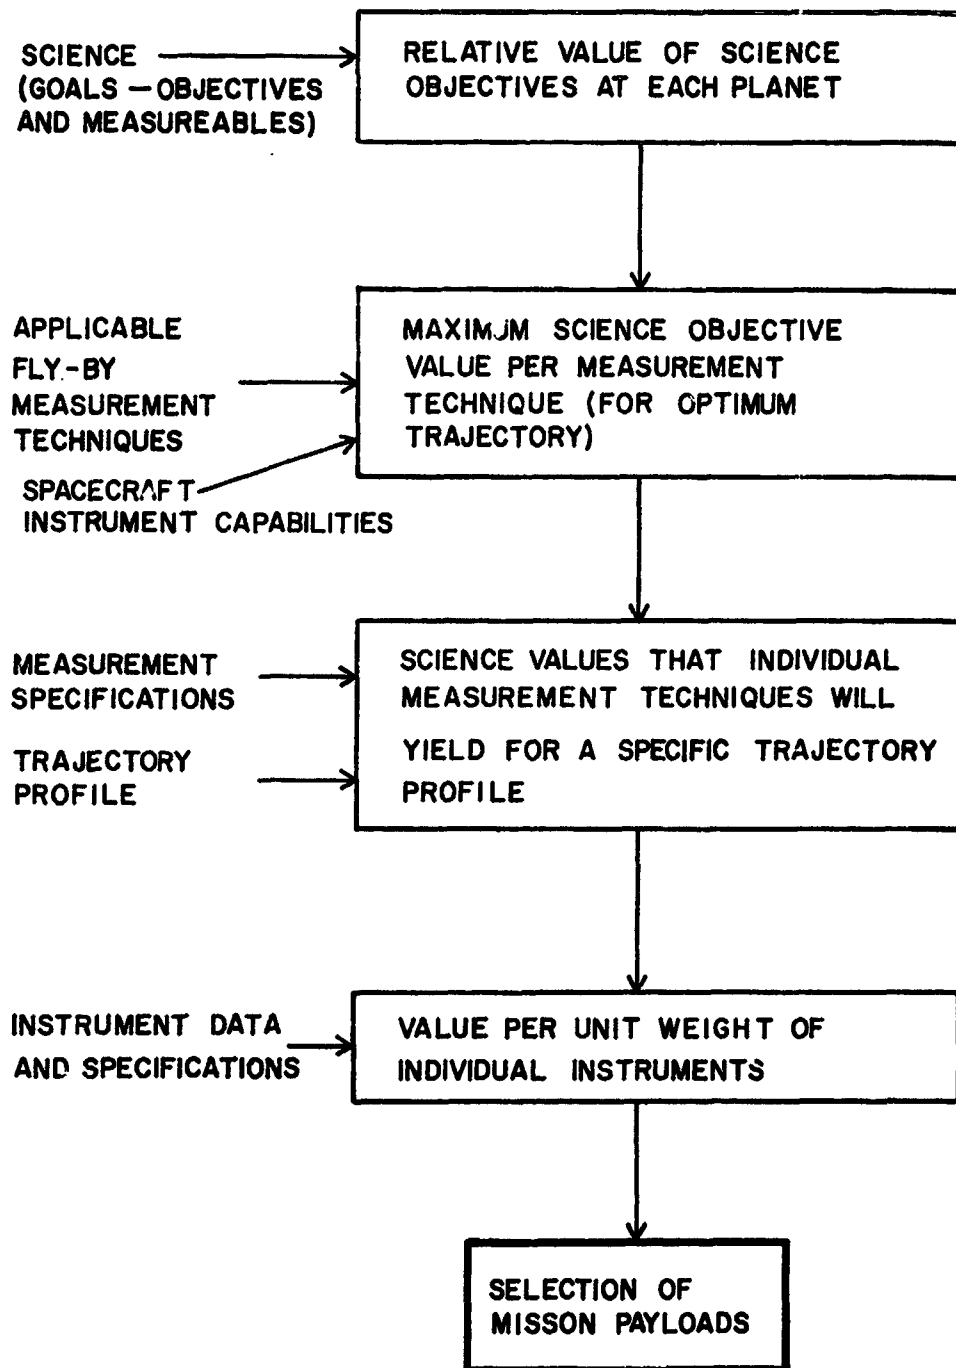 SCIENCE
(GOALS — OBJECTIVES
AND MEASUREABLES)
RELATIVE VALUE OF SCIENCE
OBJECTIVES AT EACH PLANET
APPLICABLE
FLY-BY
MEASUREMENT
TECHNIQUES
SPACECRAFT
INSTRUMENT CAPABILITIES
MAXIMUM SCIENCE OBJECTIVE
VALUE PER MEASUREMENT
TECHNIQUE (FOR OPTIMUM
TRAJECTORY)
MEASUREMENT
SPECIFICATIONS
TRAJECTORY
PROFILE
SCIENCE VALUES THAT INDIVIDUAL
MEASUREMENT TECHNIQUES WILL
YIELD FOR A SPECIFIC TRAJECTORY
PROFILE
INSTRUMENT DATA
AND SPECIFICATIONS
VALUE PER UNIT WEIGHT OF
INDIVIDUAL INSTRUMENTS
SELECTION OF
MISSON PAYLOADS